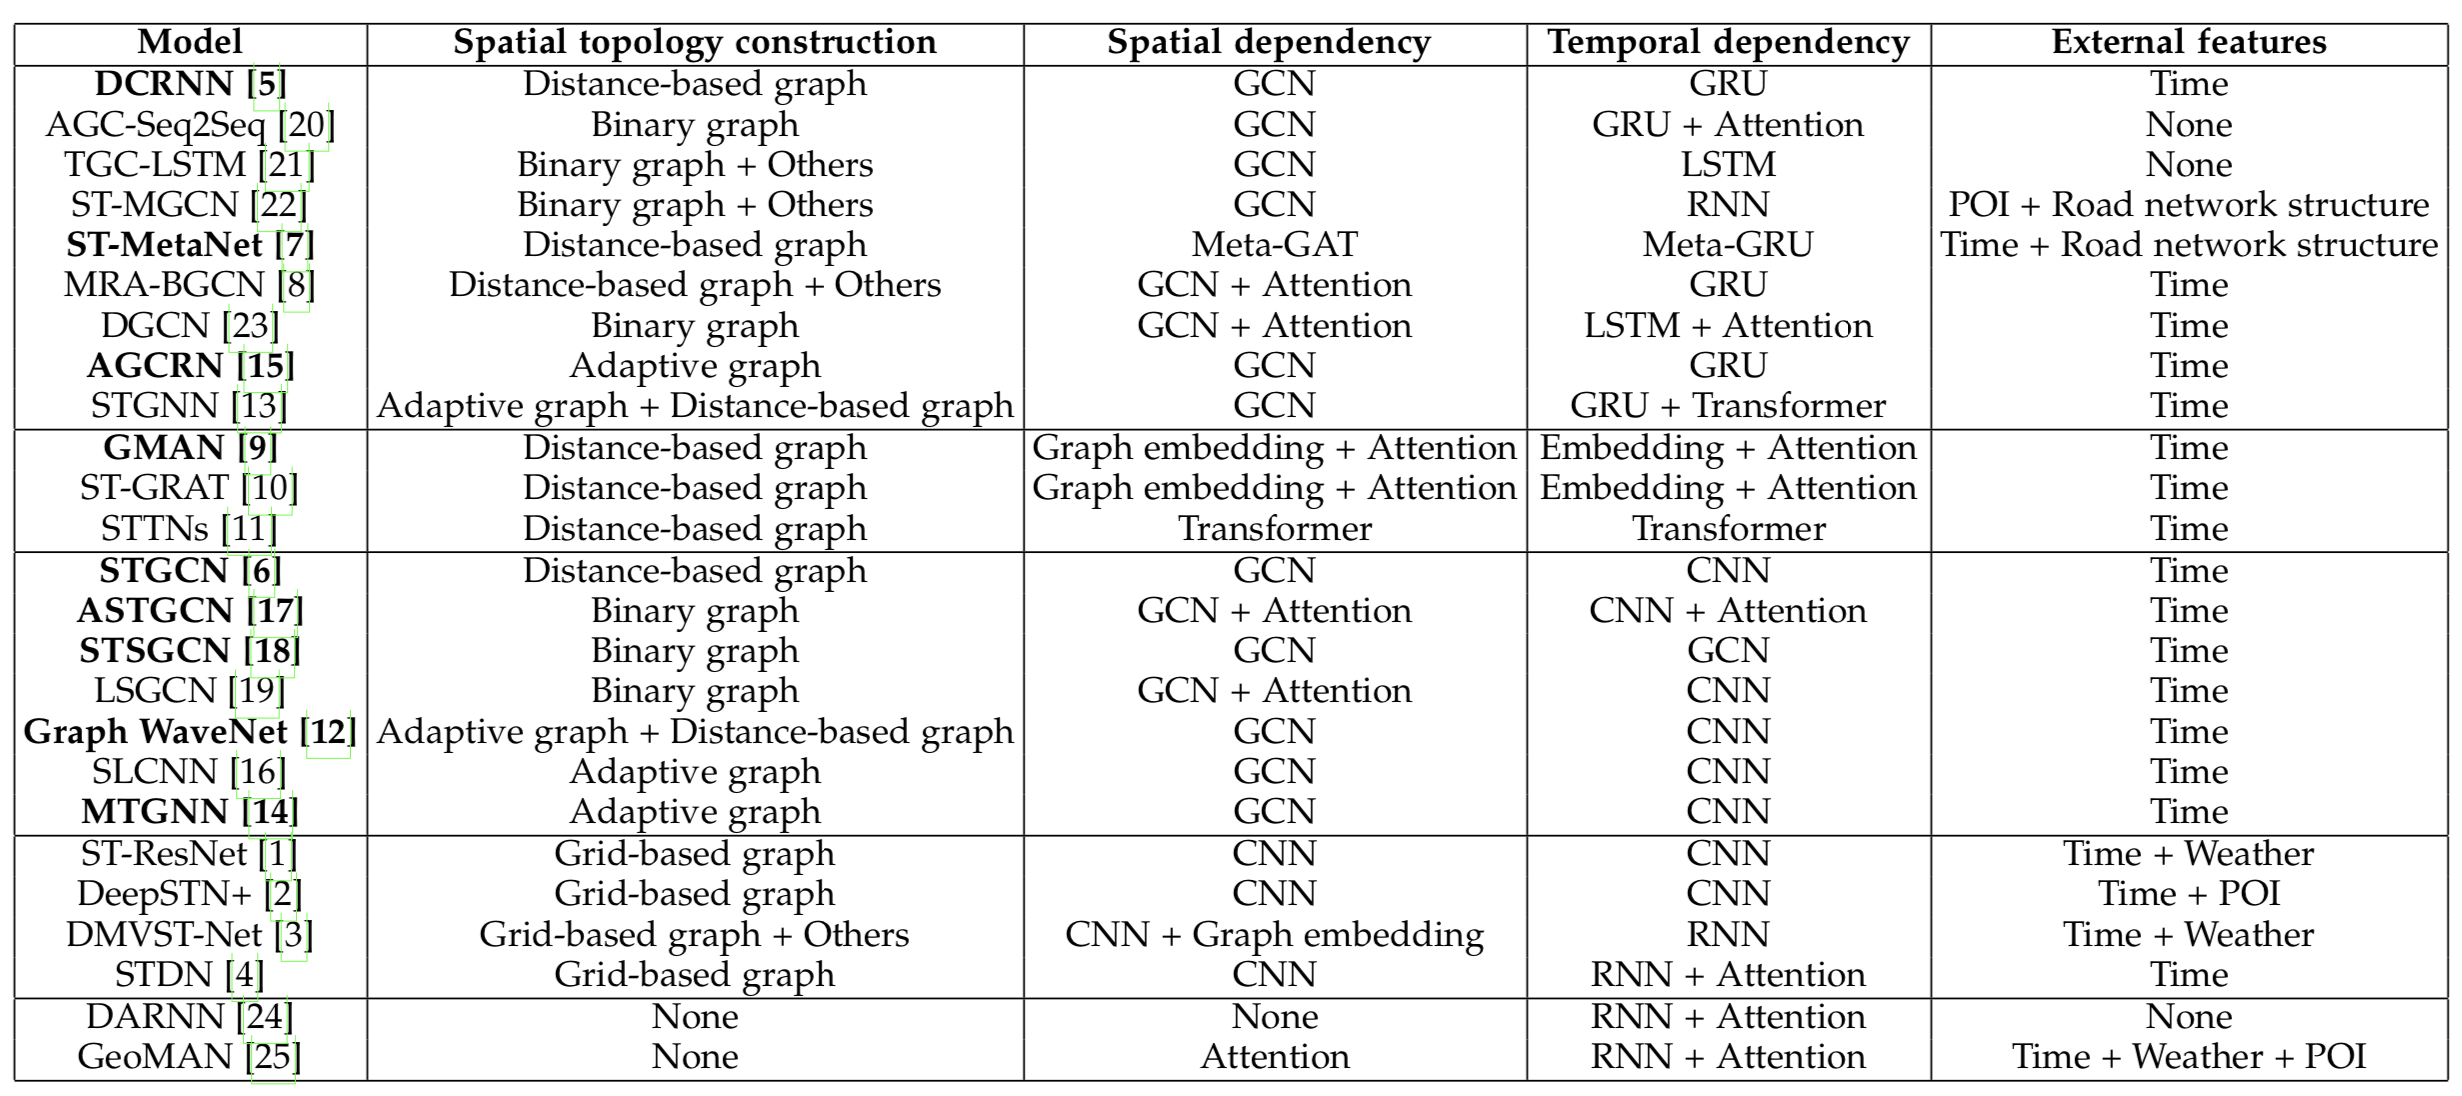 Model Spatial topology construction Spatial dependency Temporal dependency External features
DCRNN [5] Distance-based graph GCN GRU Time
AGC-Seq2Seq [20] Binary graph GCN GRU + Attention None
TGC-LSTM [21] Binary graph + Others GCN LSTM None
ST-MGCN [22] Binary graph + Others GCN RNN POI + Road network structure
ST-MetaNet [7] Distance-based graph Meta-GAT Meta-GRU Time + Road network structure
MRA-BGCN [8] Distance-based graph + Others GCN + Attention GRU Time
DGCN [23] Binary graph GCN + Attention LSTM + Attention Time
AGCRN [15] Adaptive graph GCN GRU Time
STGNN [13] Adaptive graph + Distance-based graph GCN GRU + Transformer Time
GMAN [9] Distance-based graph Graph embedding + Attention Embedding + Attention Time
ST-GRAT [10] Distance-based graph Graph embedding + Attention Embedding + Attention Time
STTNs [11] Distance-based graph Transformer Transformer Time
STGCN [6] Distance-based graph GCN CNN Time
ASTGCN [17] Binary graph GCN + Attention CNN + Attention Time
STSGCN [18] Binary graph GCN GCN Time
LSGCN [19] Binary graph GCN + Attention CNN Time
Graph WaveNet [12] Adaptive graph + Distance-based graph GCN CNN Time
SLCNN [16] Adaptive graph GCN CNN Time
MTGNN [14] Adaptive graph GCN CNN Time
ST-ResNet [1] Grid-based graph CNN CNN Time + Weather
DeepSTN+ [2] Grid-based graph CNN CNN Time + POI
DMVST-Net [3] Grid-based graph + Others CNN + Graph embedding RNN Time + Weather
STDN [4] Grid-based graph CNN RNN + Attention Time
DARNN [24] None None RNN + Attention None
GeoMAN [25] None Attention RNN + Attention Time + Weather + POI